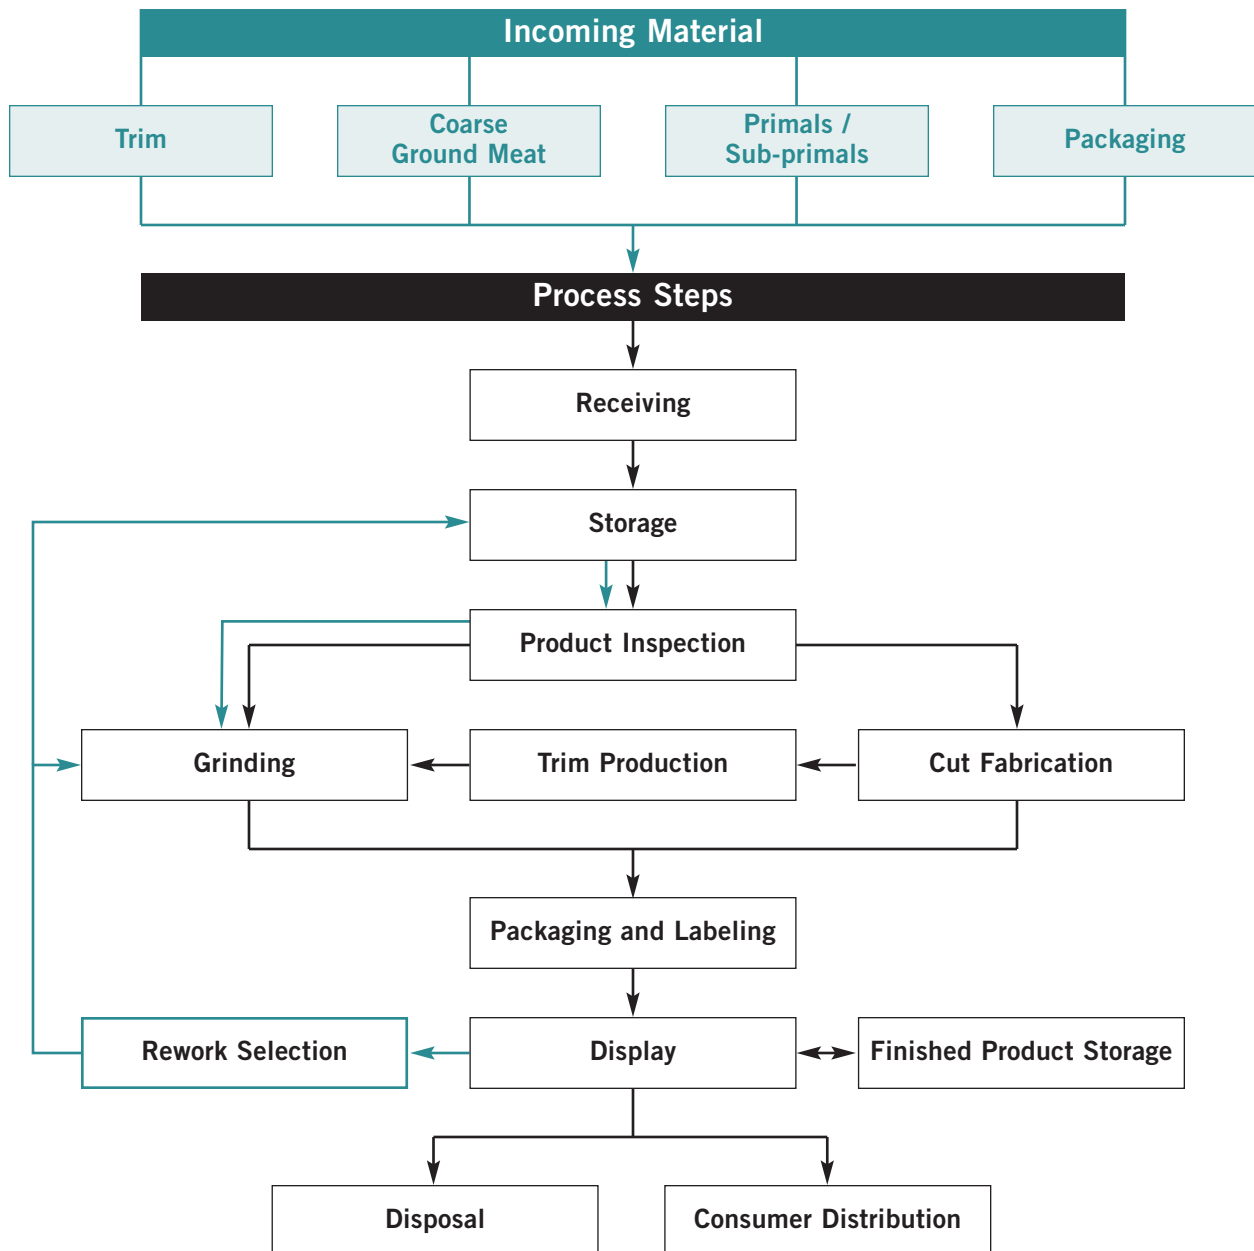 Incoming Material
Trim
Coarse
Ground Meat
Primals /
Sub-primals
Packaging
Process Steps
Receiving
Storage
Product Inspection
Grinding
Trim Production
Cut Fabrication
Packaging and Labeling
Rework Selection
Display
Finished Product Storage
Disposal
Consumer Distribution